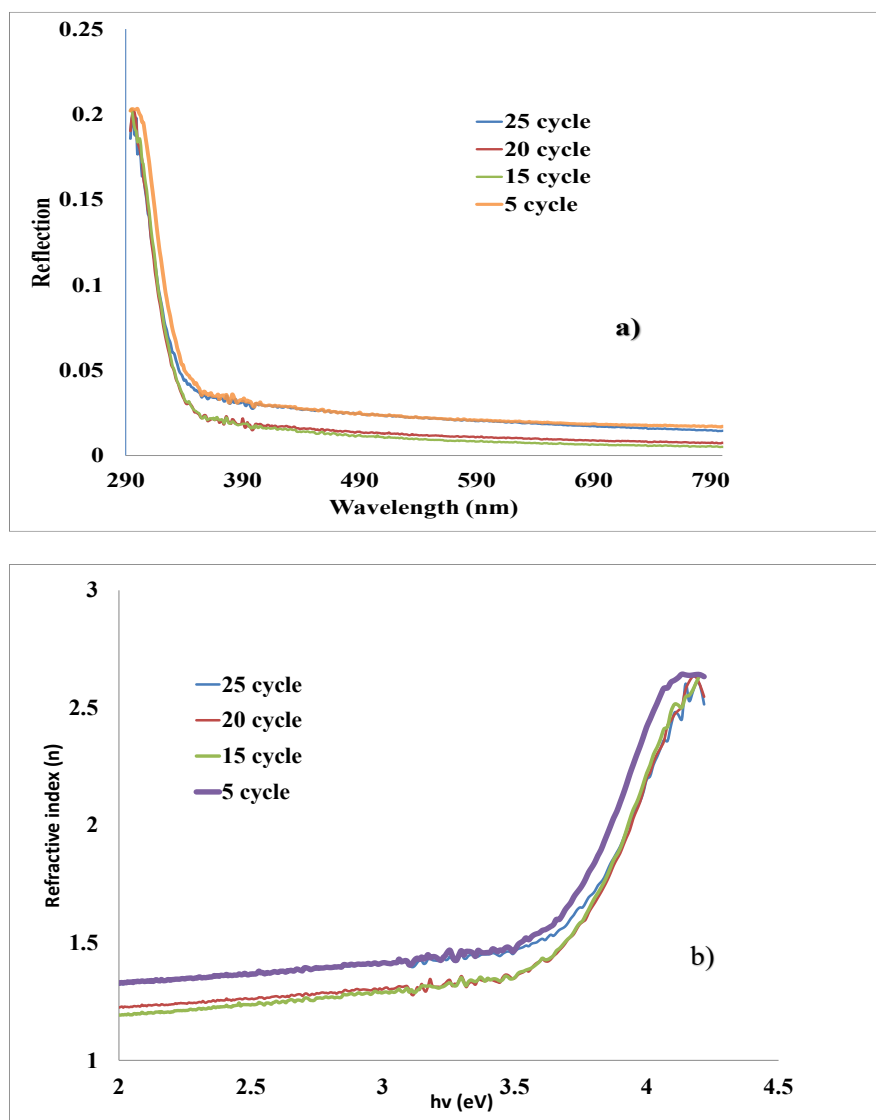 0.25
0.2
0.15
0.1
0.05
0
Reflection
25 cycle
20 cycle
15 cycle
5 cycle
a)
290 390 490 590 690 790
Wavelength (nm)
3
2.5
2
1.5
1
Refractive index (n)
25 cycle
20 cycle
15 cycle
5 cycle
b)
2 2.5 3 3.5 4 4.5
hν (eV)